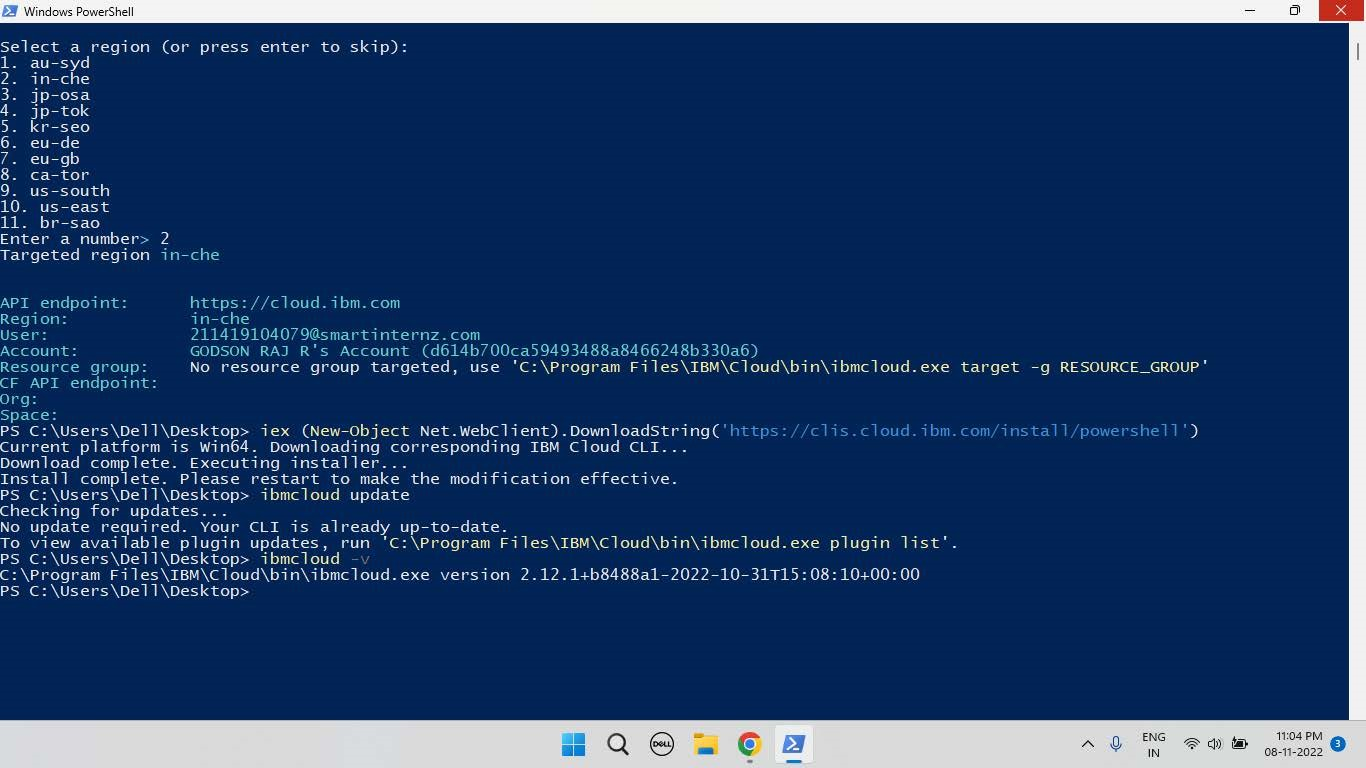 Windows PowerShell
Select a region (or press enter to skip):
1. au-syd
2. in-che
3. jp-osa
4. jp-tok
5. kr-seo
6. eu-de
7. eu-gb
8. ca-tor
9. us-south
10. us-east
11. br-sao
Enter a number> 2
Targeted region in-che
API endpoint: https://cloud.ibm.com
Region: in-che
User: 211419104079@smartinternz.com
Account: GODSON RAJ R's Account (d614b700ca59493488a8466248b330a6)
Resource group: No resource group targeted, use 'C:\Program Files\IBM\Cloud\bin\ibmcloud.exe target -g RESOURCE_GROUP'
CF API endpoint:
Org:
Space:
PS C:\Users\Dell\Desktop> iex (New-Object Net.WebClient).DownloadString('https://clis.cloud.ibm.com/install/powershell')
Current platform is Win64. Downloading corresponding IBM Cloud CLI...
Download complete. Executing installer...
Install complete. Please restart to make the modification effective.
PS C:\Users\Dell\Desktop> ibmcloud update
Checking for updates...
No update required. Your CLI is already up-to-date.
To view available plugin updates, run 'C:\Program Files\IBM\Cloud\bin\ibmcloud.exe plugin list'.
PS C:\Users\Dell\Desktop> ibmcloud -v
C:\Program Files\IBM\Cloud\bin\ibmcloud.exe version 2.12.1+b8488a1-2022-10-31T15:08:10+00:00
PS C:\Users\Dell\Desktop>
DELL
ENG
IN
11:04 PM
08-11-2022
3